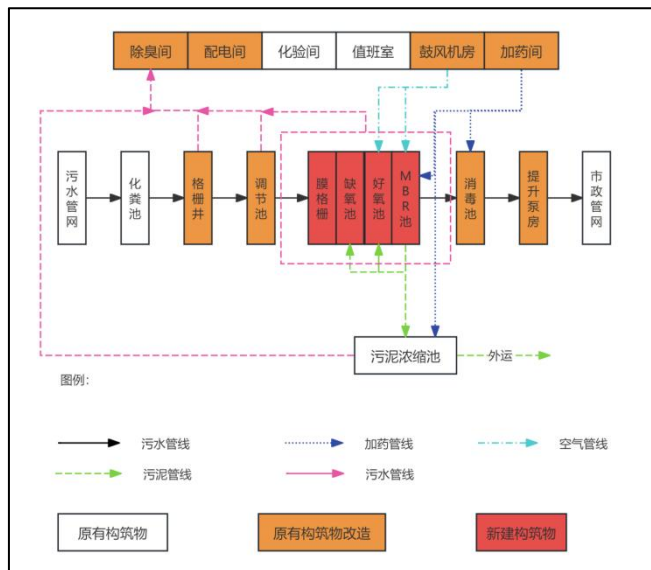 除臭间 配电间 化验间 值班室 鼓风机房 加药间
污水管网
化粪池
格栅井
调节池
膜格栅
缺氧池
好氧池
MBR池
消毒池
提升泵房
市政管网
污泥浓缩池
外运
图例：
污水管线 加药管线 空气管线
污泥管线 污水管线
原有构筑物 原有构筑物改造 新建构筑物